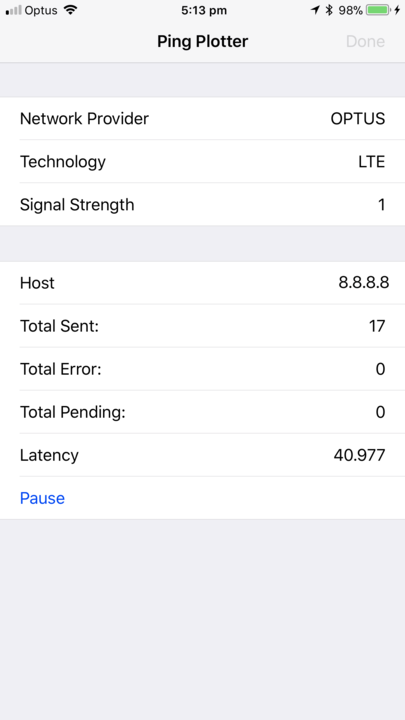 Optus 5:13 pm 98%
Ping Plotter Done
Network Provider OPTUS
Technology LTE
Signal Strength 1
Host 8.8.8.8
Total Sent: 17
Total Error: 0
Total Pending: 0
Latency 40.977
Pause